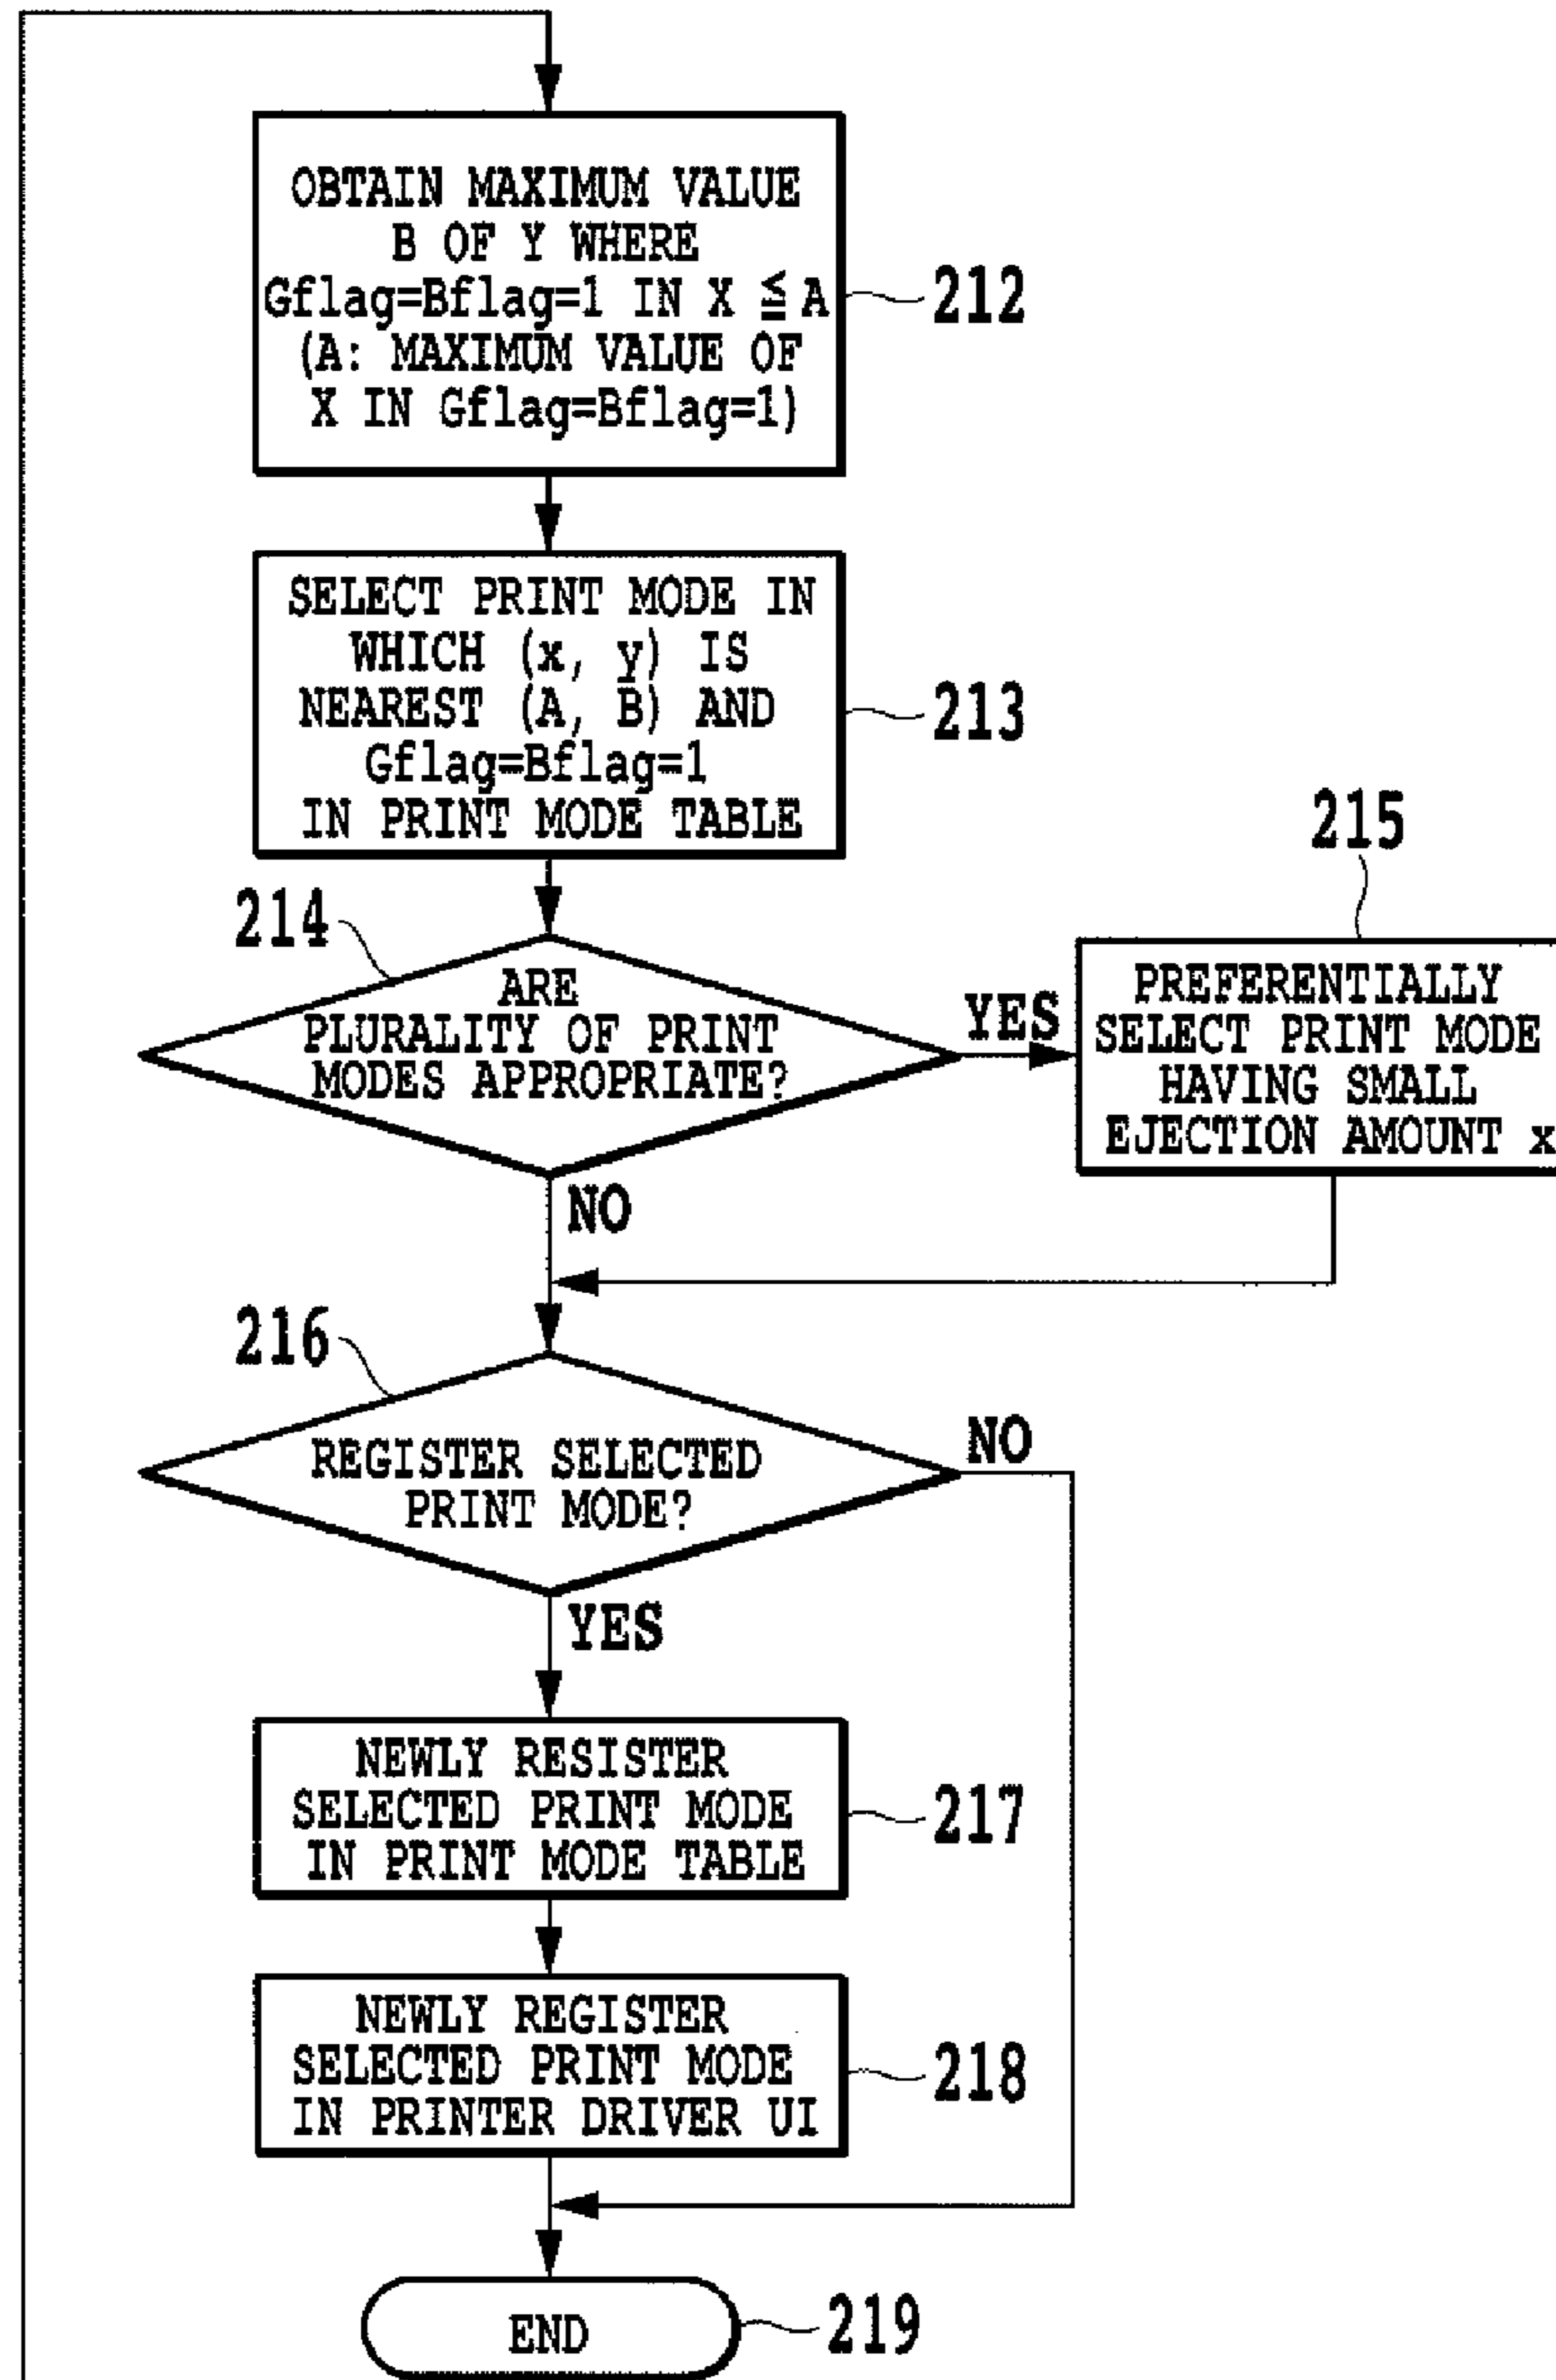 OBTAIN MAXIMUM VALUE
B OF Y WHERE
Gflag=Bflag=1 IN X ≦ A
(A: MAXIMUM VALUE OF
X IN Gflag=Bflag=1)
212
SELECT PRINT MODE IN
WHICH (x, y) IS
NEAREST (A, B) AND
Gflag=Bflag=1
IN PRINT MODE TABLE
213
214
ARE
PLURALITY OF PRINT
MODES APPROPRIATE?
YES
NO
215
PREFERENTIALLY
SELECT PRINT MODE
HAVING SMALL
EJECTION AMOUNT x
216
REGISTER SELECTED
PRINT MODE?
NO
YES
NEWLY RESISTER
SELECTED PRINT MODE
IN PRINT MODE TABLE
217
NEWLY REGISTER
SELECTED PRINT MODE
IN PRINTER DRIVER UI
218
END
219